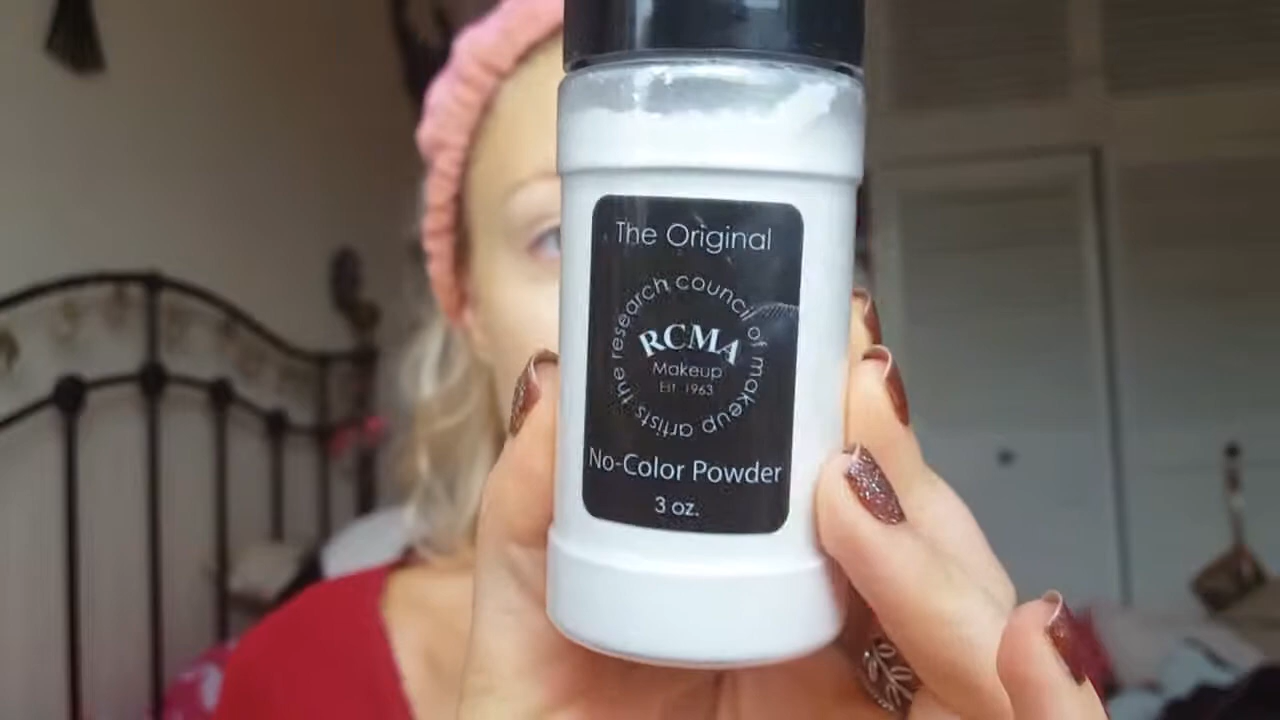 The Original
the research council of makeup artists
RCMA
Makeup
Est. 1963
No-Color Powder
3 oz.